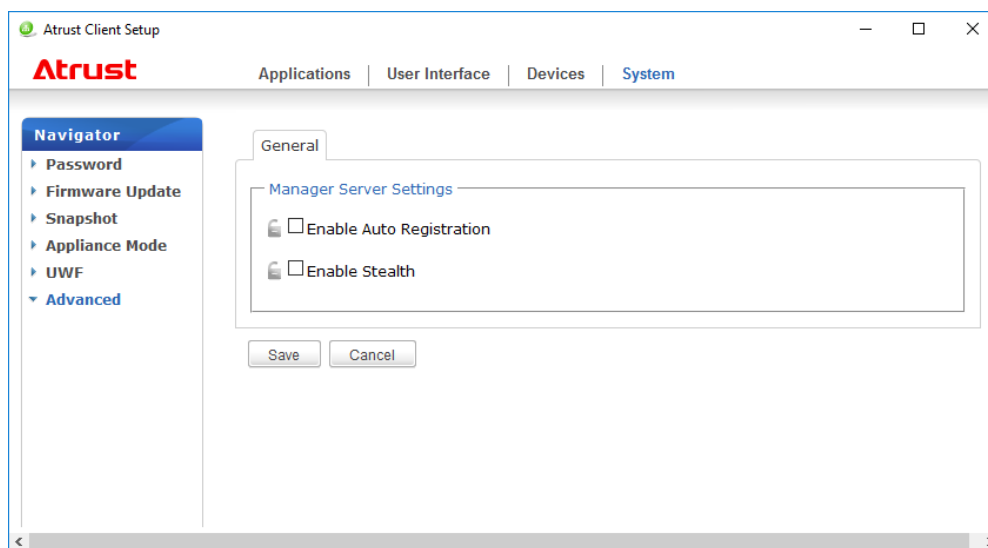 Atrust Client Setup
Atrust
Applications | User Interface | Devices | System
Navigator
Password
Firmware Update
Snapshot
Appliance Mode
UWF
Advanced
General
Manager Server Settings
Enable Auto Registration
Enable Stealth
Save Cancel